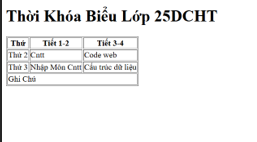 Thời Khóa Biểu Lớp 25DCHT
Thứ Tiết 1-2 Tiết 3-4
Thứ 2 Cntt Code web
Thứ 3 Nhập Môn Cntt Cấu trúc dữ liệu
Ghi Chú